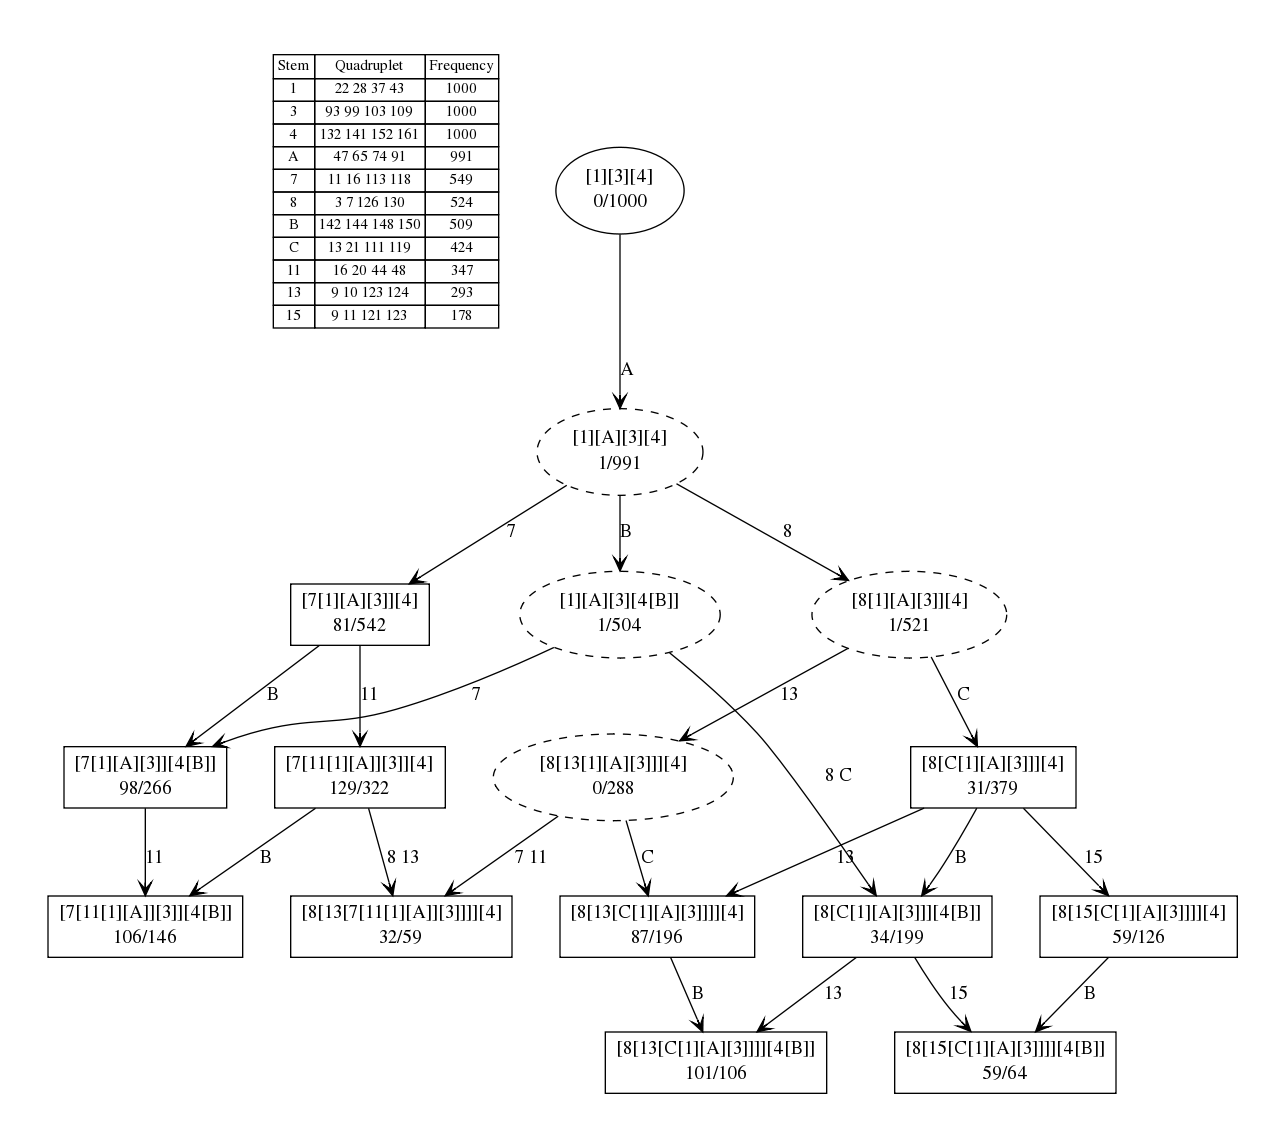 Stem Quadruplet Frequency
1 22 28 37 43 1000
3 93 99 103 109 1000
4 132 141 152 161 1000
A 47 65 74 91 991
7 11 16 113 118 549
8 3 7 126 130 524
B 142 144 148 150 509
C 13 21 111 119 424
11 16 20 44 48 347
13 9 10 123 124 293
15 9 11 121 123 178
[1][3][4]
0/1000
A
[1][A][3][4]
1/991
7
B
8
[7[1][A][3]][4]
81/542
[1][A][3][4[B]]
1/504
[8[1][A][3]][4]
1/521
B
11
7
13
C
[7[1][A][3]][4[B]]
98/266
[7[11[1][A]][3]][4]
129/322
[8[13[1][A][3]]][4]
0/288
8 C
[8[C[1][A][3]]][4]
31/379
11
B
8 13
7 11
C
13
B
15
[7[11[1][A]][3]][4[B]]
106/146
[8[13[7[11[1][A]][3]]]][4]
32/59
[8[13[C[1][A][3]]]][4]
87/196
[8[C[1][A][3]]][4[B]]
34/199
[8[15[C[1][A][3]]]][4]
59/126
B
13
15
B
[8[13[C[1][A][3]]]][4[B]]
101/106
[8[15[C[1][A][3]]]][4[B]]
59/64